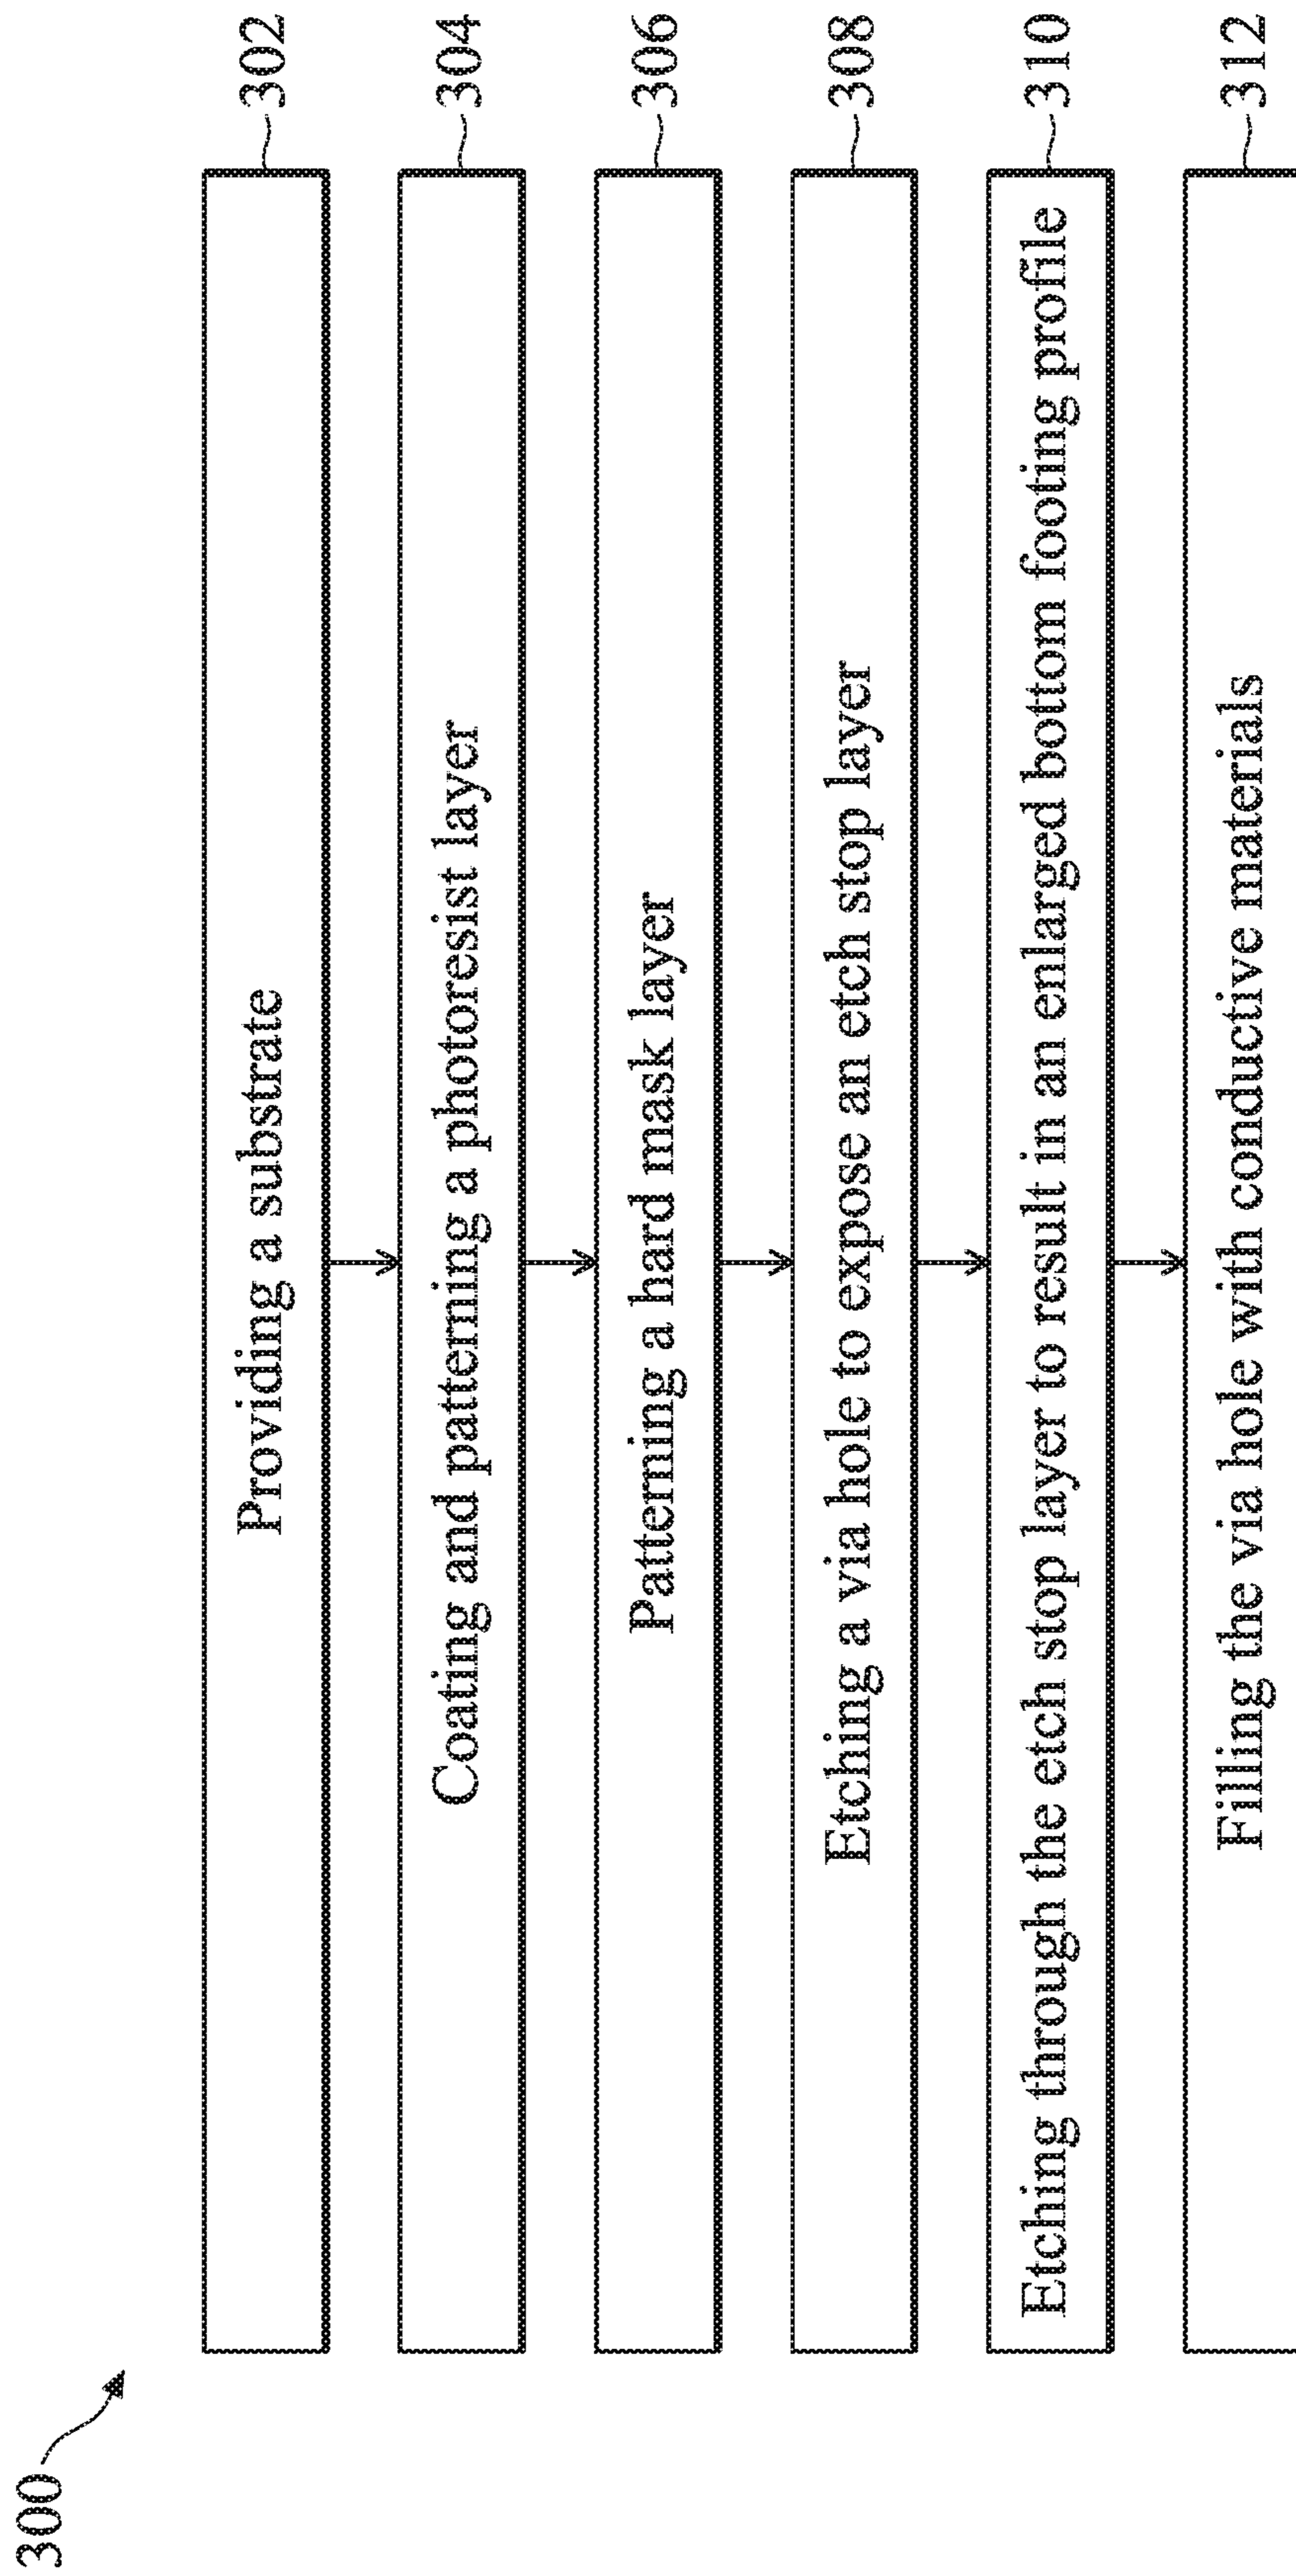 300
Providing a substrate 302
Coating and patterning a photoresist layer 304
Patterning a hard mask layer 306
Etching a via hole to expose an etch stop layer 308
Etching through the etch stop layer to result in an enlarged bottom footing profile 310
Filling the via hole with conductive materials 312